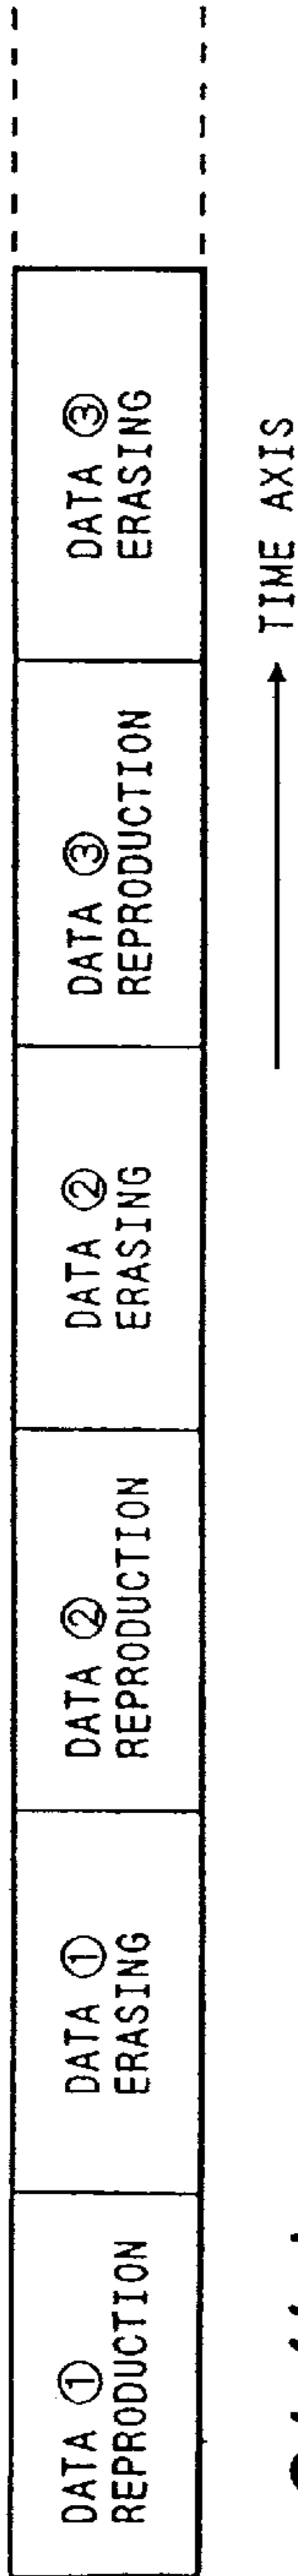 DATA ①
REPRODUCTION
DATA ①
ERASING
DATA ②
REPRODUCTION
DATA ②
ERASING
DATA ③
REPRODUCTION
DATA ③
ERASING
TIME AXIS